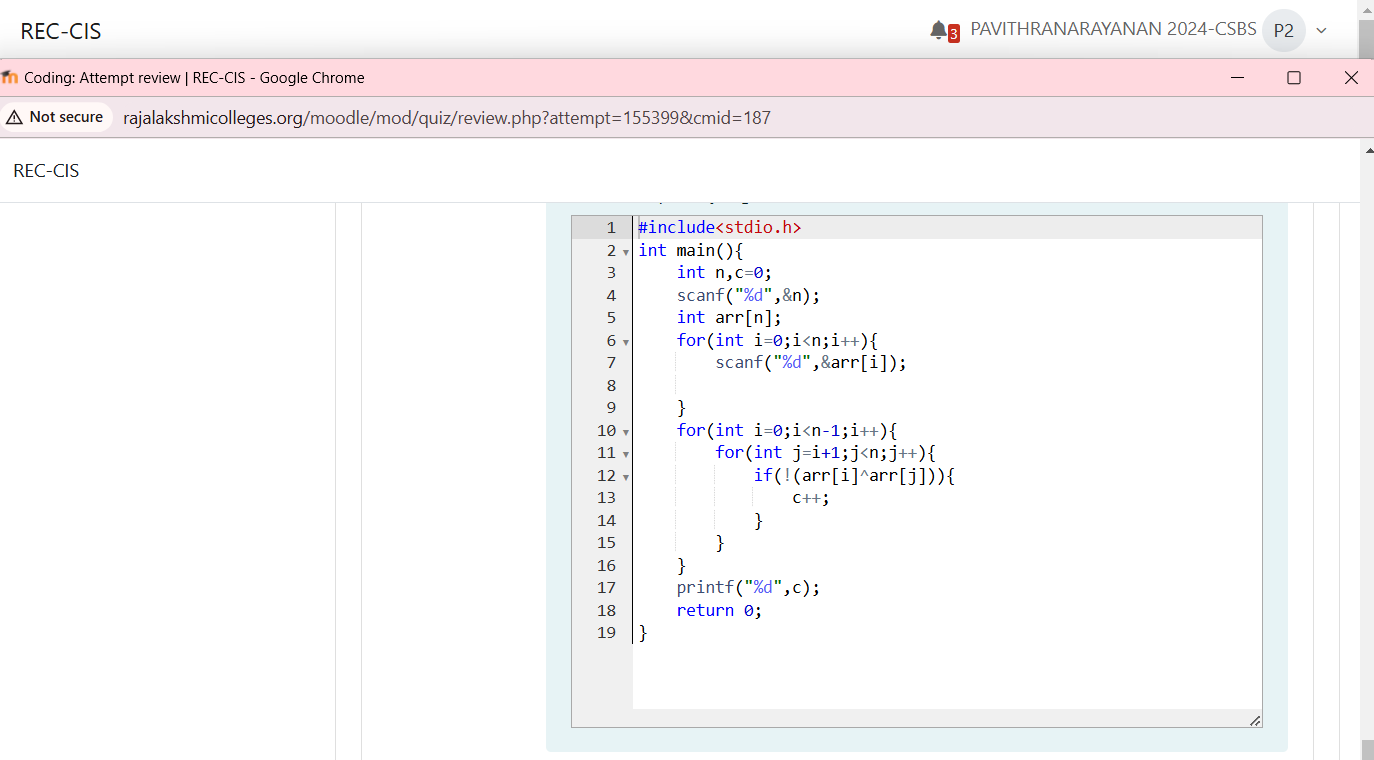 REC-CIS
3 PAVITHRANARAYANAN 2024-CSBS P2
Coding: Attempt review | REC-CIS - Google Chrome
Not secure rajalakshmicolleges.org/moodle/mod/quiz/review.php?attempt=155399&cmid=187
REC-CIS
1 #include<stdio.h>
2 int main(){
3 int n,c=0;
4 scanf("%d",&n);
5 int arr[n];
6 for(int i=0;i<n;i++){
7 scanf("%d",&arr[i]);
8
9 }
10 for(int i=0;i<n-1;i++){
11 for(int j=i+1;j<n;j++){
12 if(!(arr[i]^arr[j])){
13 c++;
14 }
15 }
16 }
17 printf("%d",c);
18 return 0;
19 }